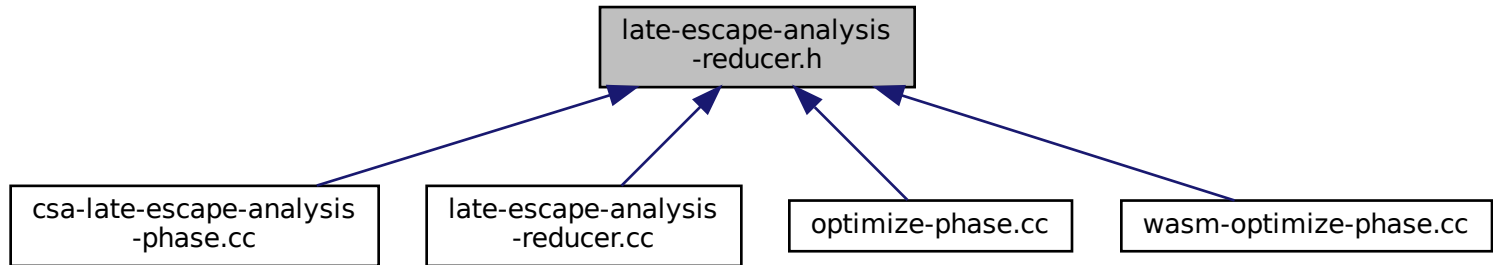 late-escape-analysis
-reducer.h
csa-late-escape-analysis
-phase.cc
late-escape-analysis
-reducer.cc
optimize-phase.cc
wasm-optimize-phase.cc